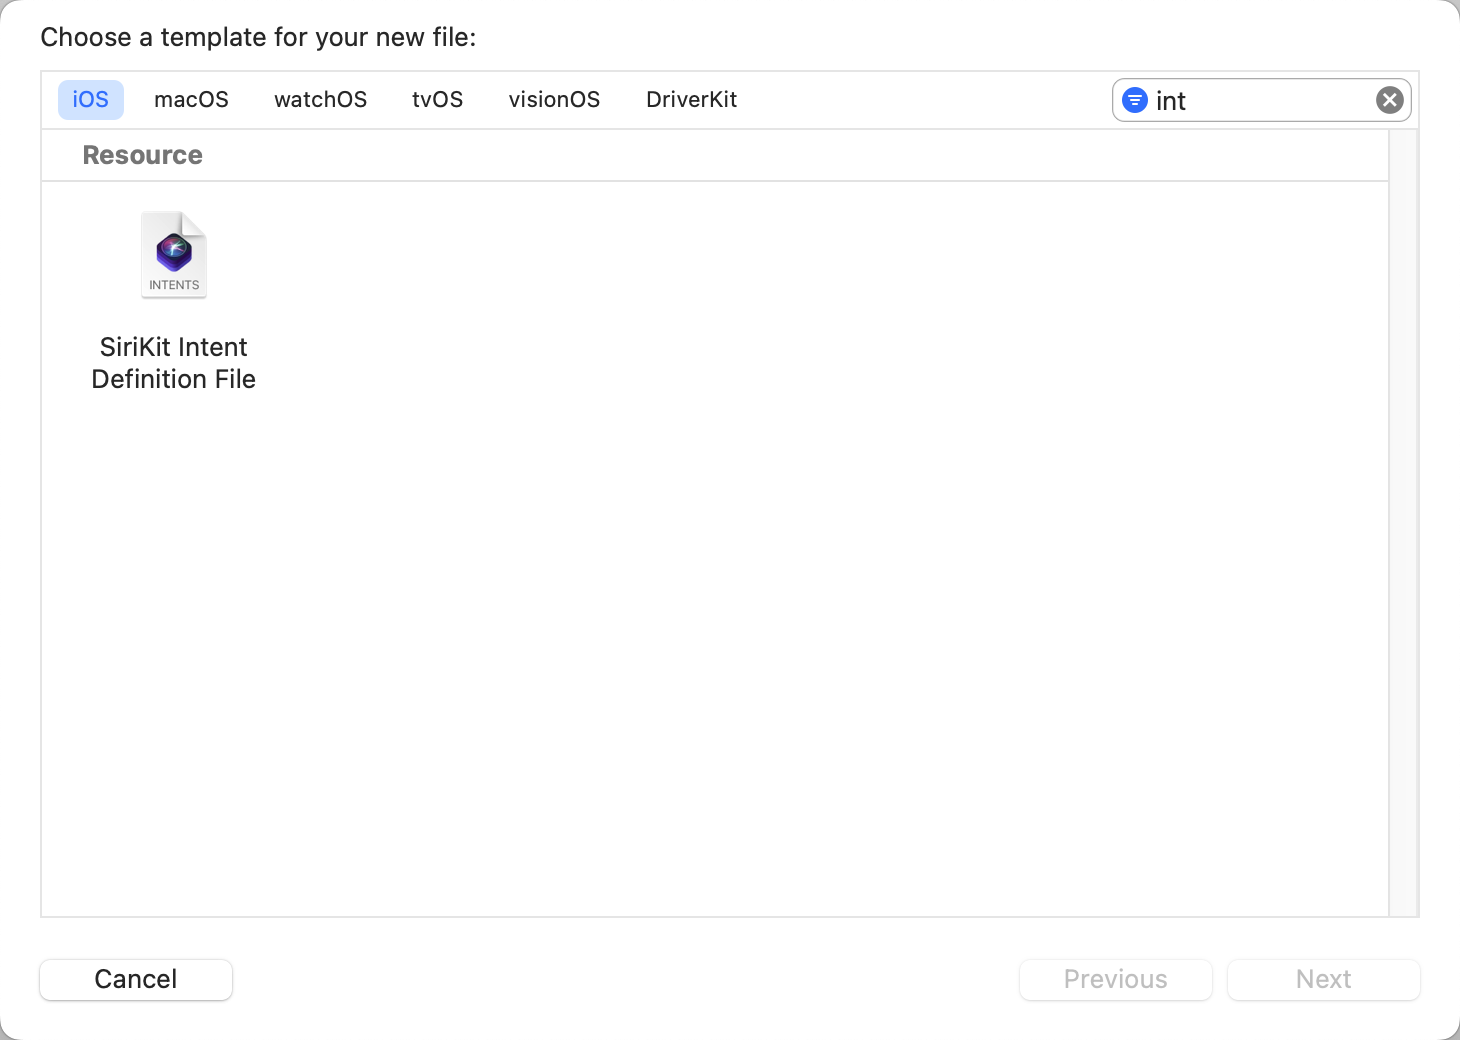 Choose a template for your new file:
iOS macOS watchOS tvOS visionOS DriverKit int
Resource
INTENTS
SiriKit Intent
Definition File
Cancel Previous Next